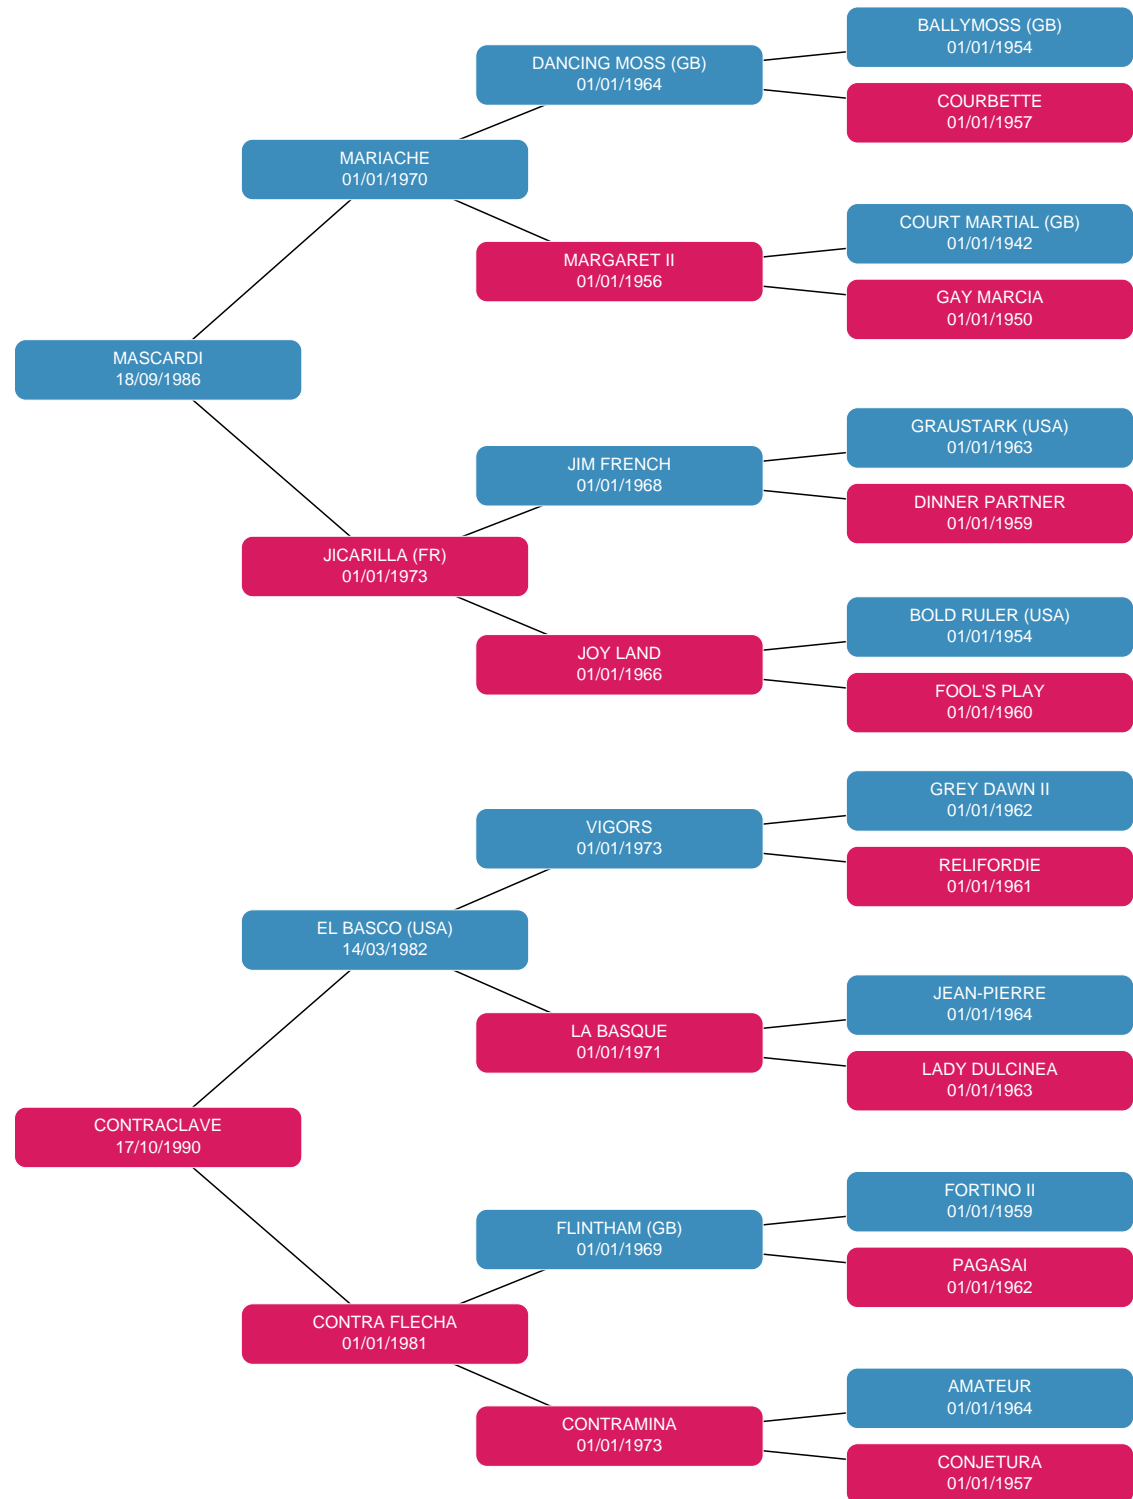 BALLYMOSS (GB)
01/01/1954
DANCING MOSS (GB)
01/01/1964
COURBETTE
01/01/1957
MARIACHE
01/01/1970
COURT MARTIAL (GB)
01/01/1942
MARGARET II
01/01/1956
GAY MARCIA
01/01/1950
MASCARDI
18/09/1986
GRAUSTARK (USA)
01/01/1963
JIM FRENCH
01/01/1968
DINNER PARTNER
01/01/1959
JICARILLA (FR)
01/01/1973
BOLD RULER (USA)
01/01/1954
JOY LAND
01/01/1966
FOOL'S PLAY
01/01/1960
GREY DAWN II
01/01/1962
VIGORS
01/01/1973
RELIFORDIE
01/01/1961
EL BASCO (USA)
14/03/1982
JEAN-PIERRE
01/01/1964
LA BASQUE
01/01/1971
LADY DULCINEA
01/01/1963
CONTRACLAVE
17/10/1990
FORTINO II
01/01/1959
FLINTHAM (GB)
01/01/1969
PAGASAI
01/01/1962
CONTRA FLECHA
01/01/1981
AMATEUR
01/01/1964
CONTRAMINA
01/01/1973
CONJETURA
01/01/1957